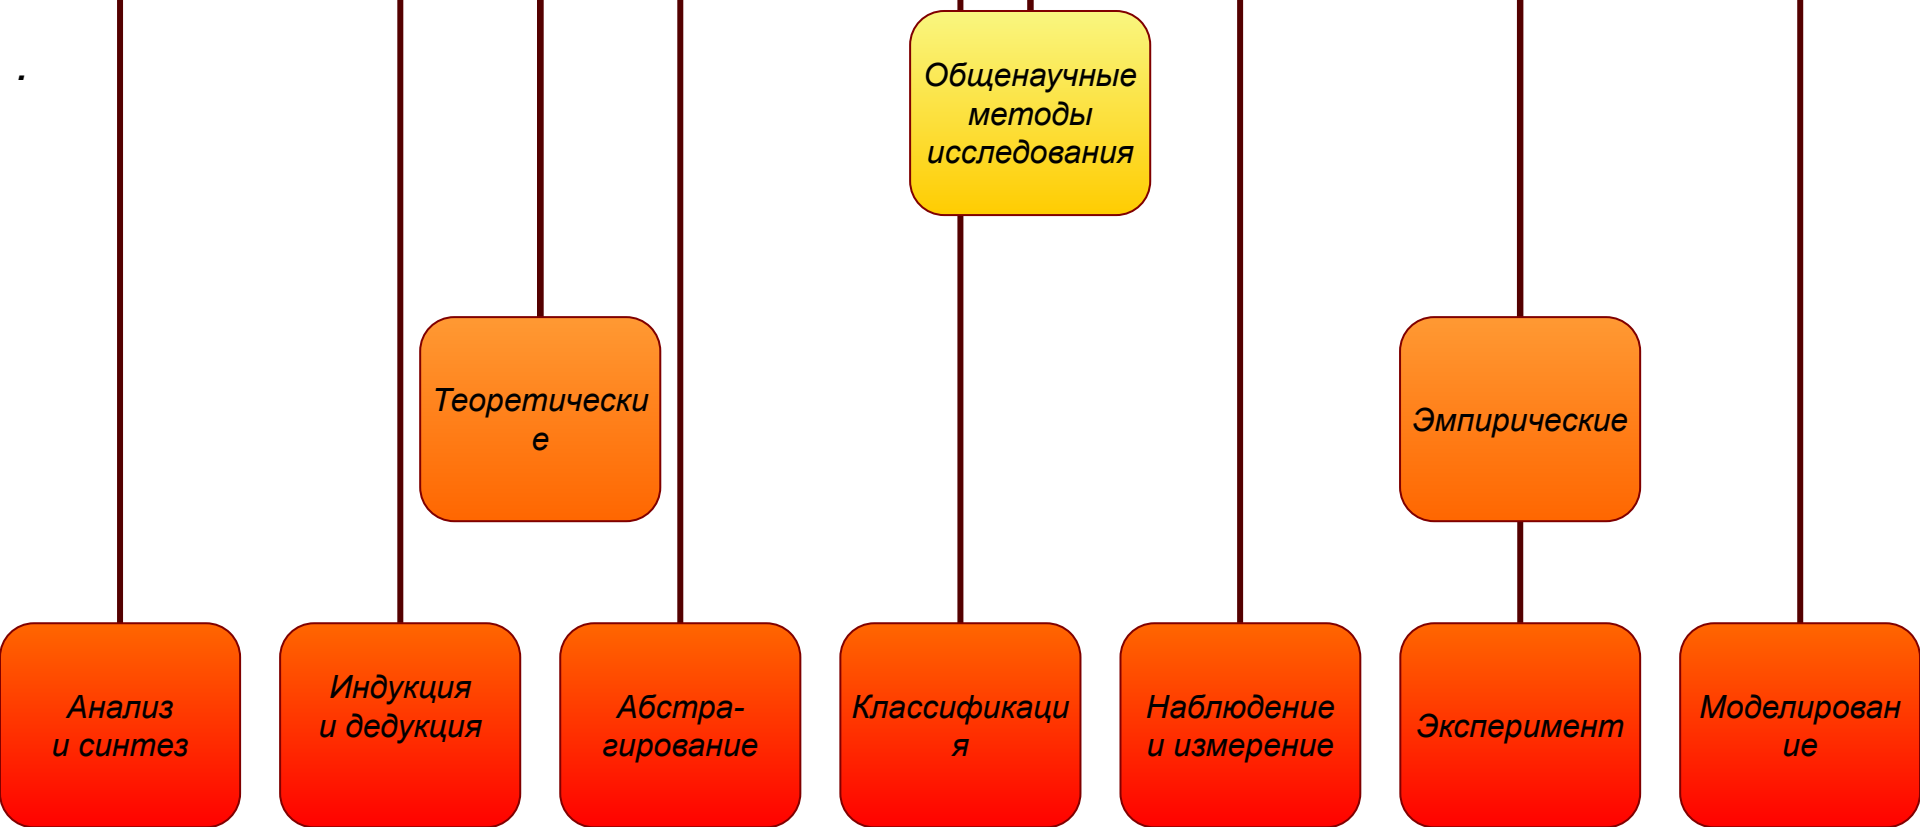 .
Общенаучные
методы
исследования
Теоретически
е
Эмпирические
Анализ
и синтез
Индукция
и дедукция
Абстра-
гирование
Классификаци
я
Наблюдение
и измерение
Эксперимент
Моделирован
ие